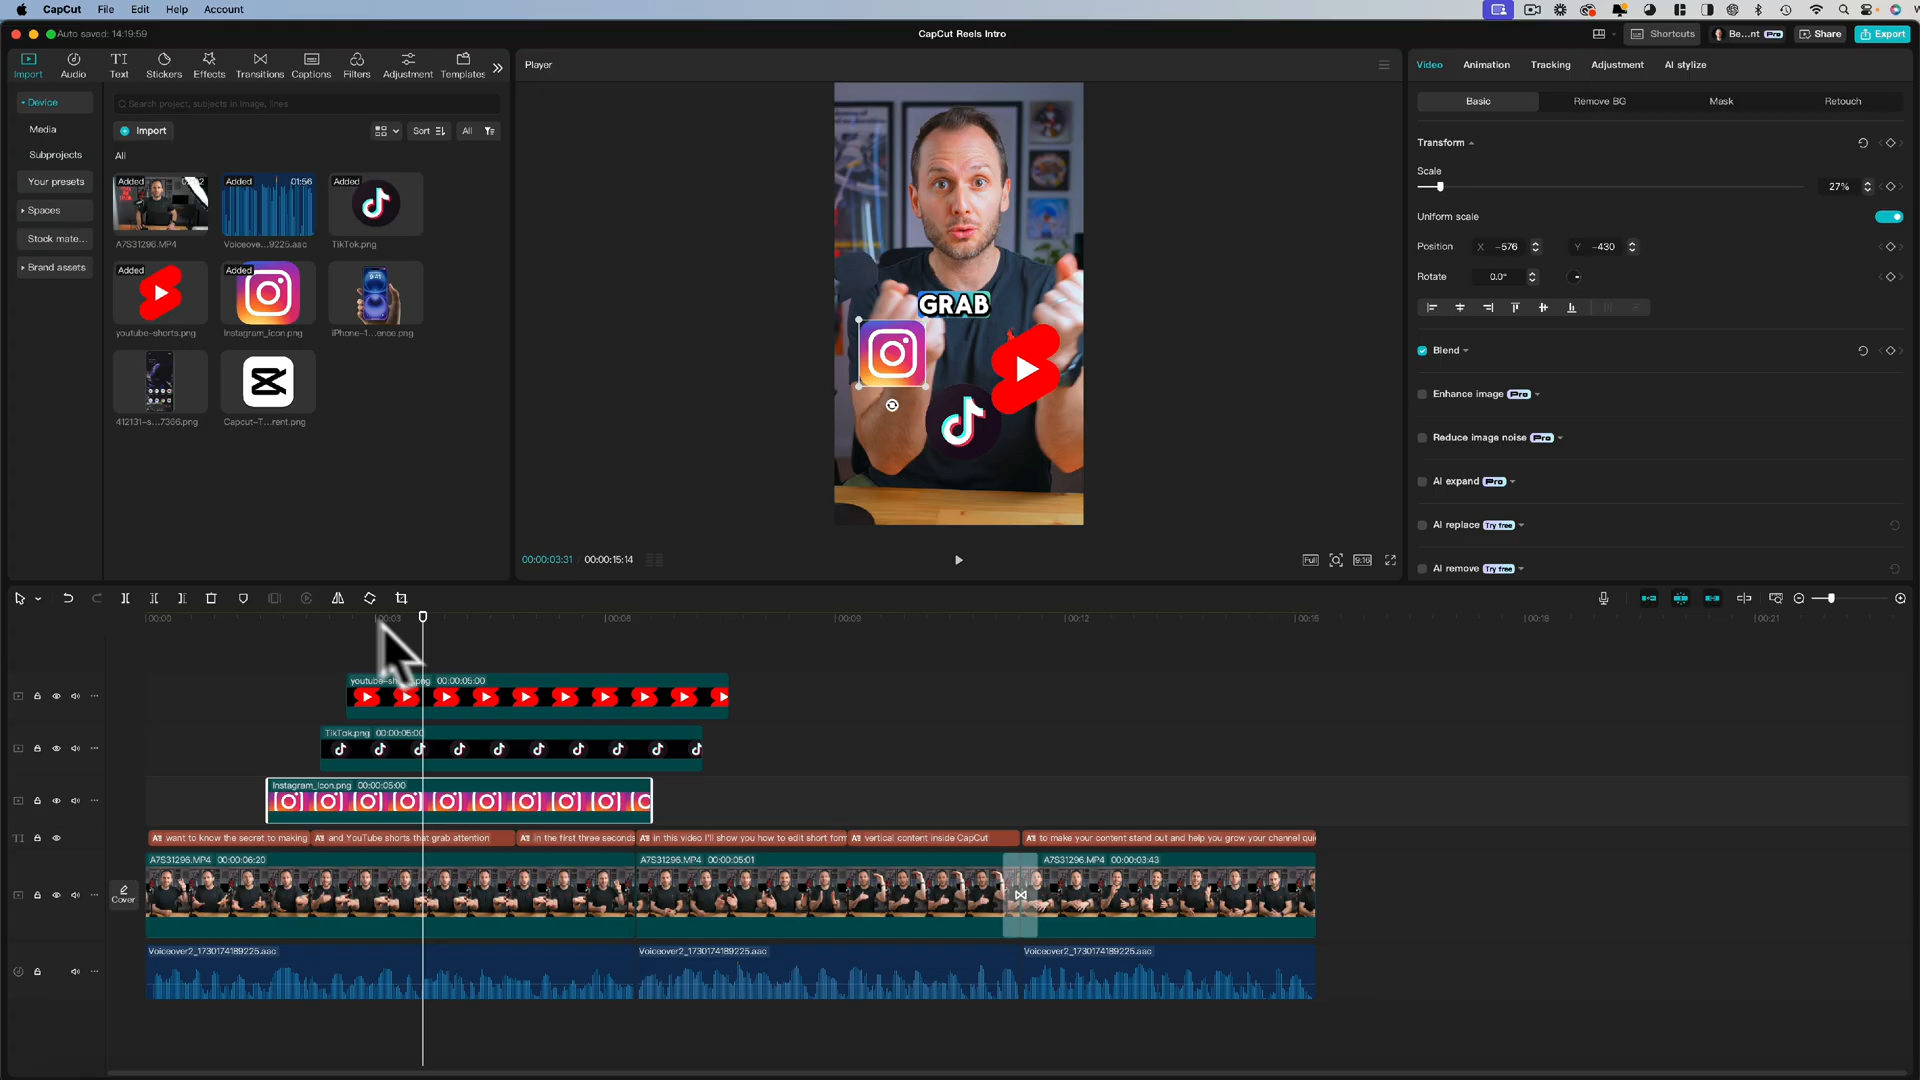 CapCut File Edit View Help Account
Auto saved: 14:19:59
CapCut Reels Intro
Shortcuts
Be...nt Pro
Share
Export
Import Audio Text Stickers Effects Transitions Captions Filters Adjustment Templates
Player
Video Animation Tracking Adjustment AI stylize
Device
Media
Subprojects
Your presets
Spaces
Stock mate...
Brand assets
Search project, subjects in image, lines
Import
Sort
All
All
Added
Added 01:56
Added
A7S31296.MP4
Voiceove...9225.aac
TikTok.png
Added
Added
youtube-shorts.png
Instagram_Icon.png
iPhone-1...ence.png
412131-s...7366.png
Capcut-T...rent.png
GRAB
00:00:03:31 / 00:00:15:14
Full
9:16
Basic Remove BG Mask Retouch
Transform
Scale
27%
Uniform scale
Position X -576 Y -430
Rotate 0.0°
Blend
Enhance image Pro
Reduce image noise Pro
AI expand Pro
AI replace Try free
AI remove Try free
00:00 00:03 00:06 00:09 00:12 00:15 00:18 00:21
.png 00:00:05:00
TikTok.png 00:00:05:00
Instagram_Icon.png 00:00:05:00
want to know the secret to making
and YouTube shorts that grab attention
in the first three seconds
in this video I'll show you how to edit short form
vertical content inside CapCut
to make your content stand out and help you grow your channel
A7S31296.MP4 00:00:06:20
A7S31296.MP4 00:00:05:01
A7S31296.MP4 00:00:03:43
Cover
Voiceover2_1730174189225.aac
Voiceover2_1730174189225.aac
Voiceover2_1730174189225.aac